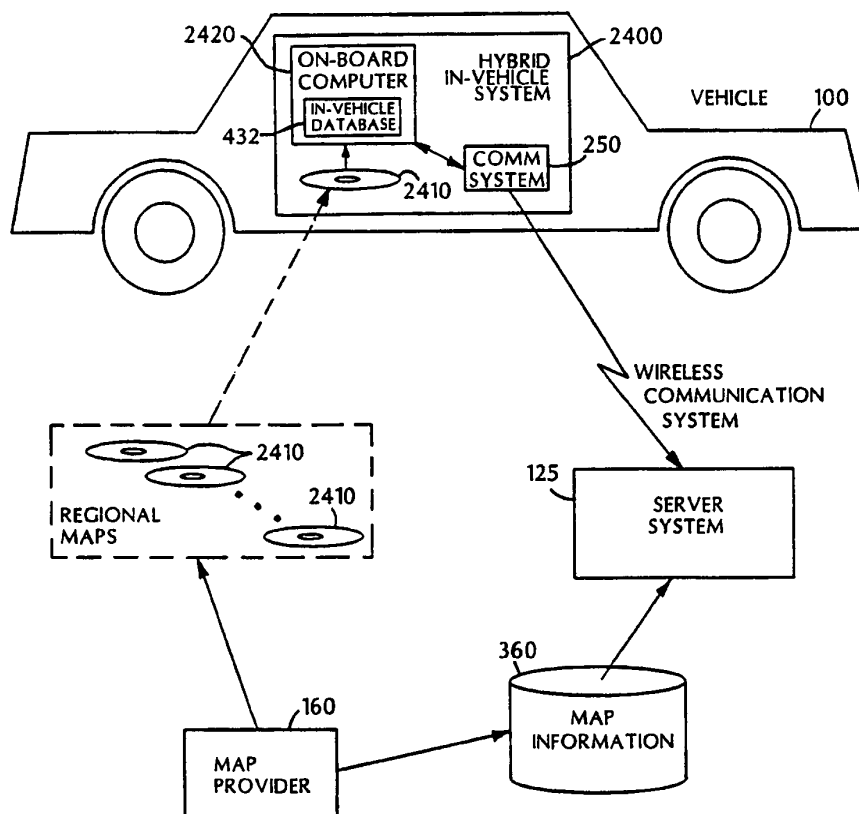 2420
ON-BOARD
COMPUTER
IN-VEHICLE
DATABASE
432
2410
HYBRID
IN-VEHICLE
SYSTEM
2400
COMM
SYSTEM
250
VEHICLE
100
WIRELESS
COMMUNICATION
SYSTEM
2410
2410
REGIONAL
MAPS
125
SERVER
SYSTEM
160
MAP
PROVIDER
360
MAP
INFORMATION